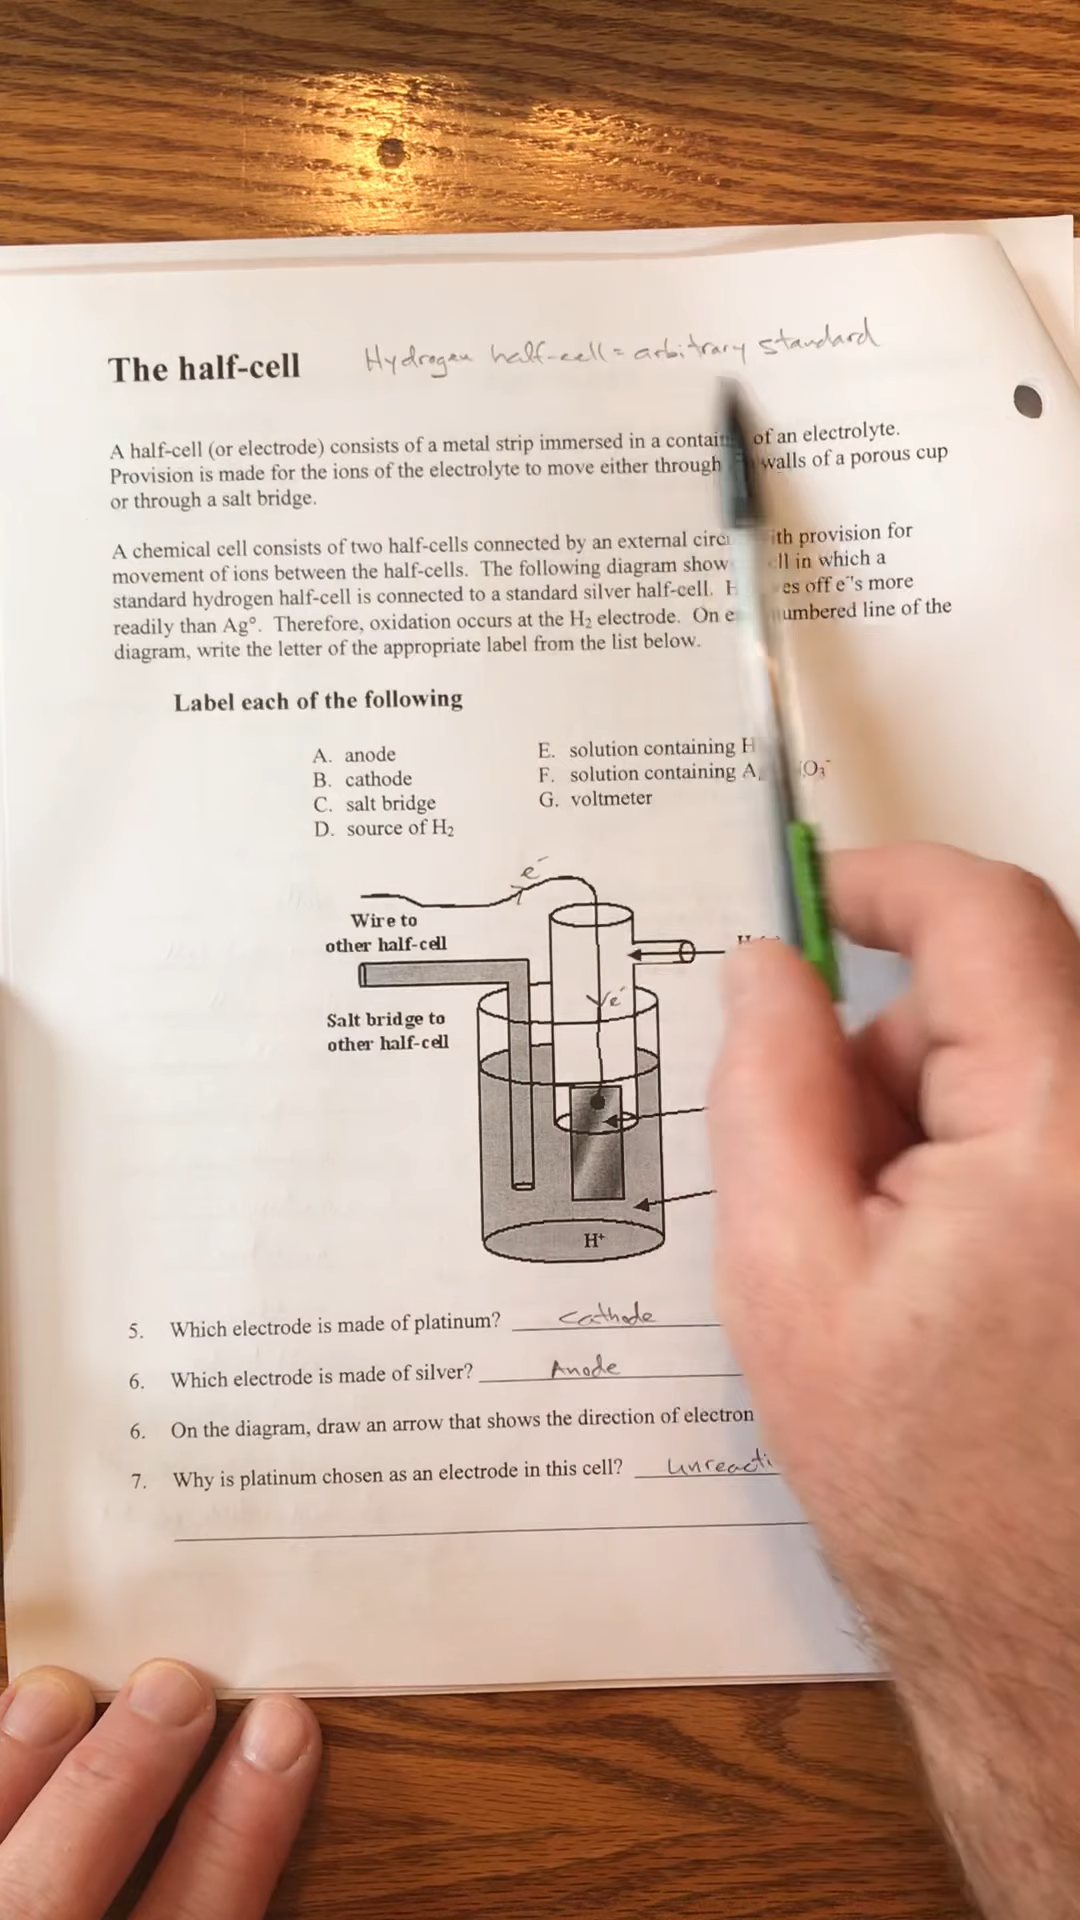 The half-cell Hydrogen half-cell = arbitrary standard
A half-cell (or electrode) consists of a metal strip immersed in a contain of an electrolyte.
Provision is made for the ions of the electrolyte to move either through walls of a porous cup
or through a salt bridge.
A chemical cell consists of two half-cells connected by an external circ ith provision for
movement of ions between the half-cells. The following diagram show ll in which a
standard hydrogen half-cell is connected to a standard silver half-cell. H es off e⁻'s more
readily than Ag°. Therefore, oxidation occurs at the H₂ electrode. On e umbered line of the
diagram, write the letter of the appropriate label from the list below.
Label each of the following
A. anode
B. cathode
C. salt bridge
D. source of H₂
E. solution containing H
F. solution containing A O₃⁻
G. voltmeter
e⁻
Wire to
other half-cell
e⁻
Salt bridge to
other half-cell
H⁺
5. Which electrode is made of platinum? Cathode
6. Which electrode is made of silver? Anode
6. On the diagram, draw an arrow that shows the direction of electron
7. Why is platinum chosen as an electrode in this cell? Unreacti